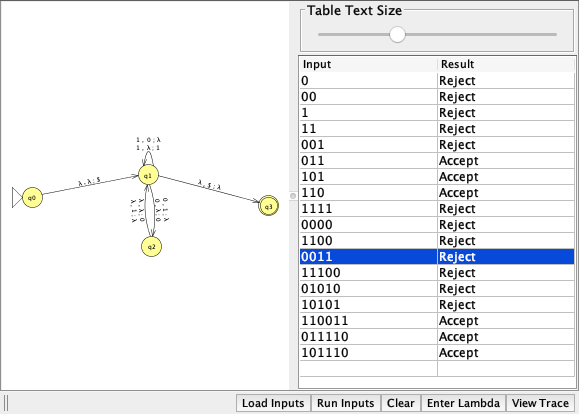 Table Text Size
Input Result
0 Reject
00 Reject
1 Reject
11 Reject
001 Reject
011 Accept
101 Accept
110 Accept
1111 Reject
0000 Reject
1100 Reject
0011 Reject
11100 Reject
01010 Reject
10101 Reject
110011 Accept
011110 Accept
101110 Accept
1 , 0 ; λ
1 , λ ; 1
q1
λ , λ ; $
λ , $ ; λ
q0
q3
λ , 1 ; λ
λ , λ ; 0
0 , 1 ; λ
0 , λ ; 0
q2
Load Inputs Run Inputs Clear Enter Lambda View Trace